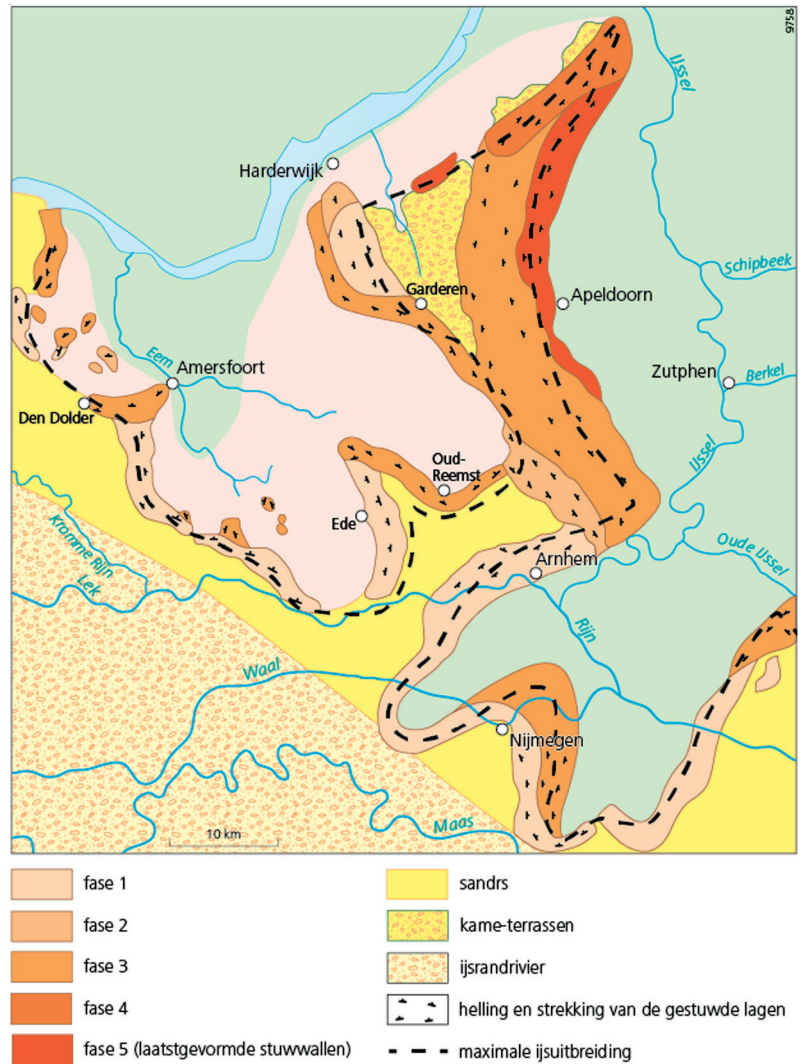 9758
IJssel
Harderwijk
Schipbeek
Garderen
Apeldoorn
Eem
Amersfoort
Zutphen
Berkel
Den Dolder
Oud-
Reemst
IJssel
Ede
Kromme Rijn
Lek
Arnhem
Oude IJssel
Rijn
Waal
Nijmegen
Maas
10 km
fase 1
fase 2
fase 3
fase 4
fase 5 (laatstgevormde stuwwallen)
sandrs
kame-terrassen
ijsrandrivier
helling en strekking van de gestuwde lagen
maximale ijsuitbreiding